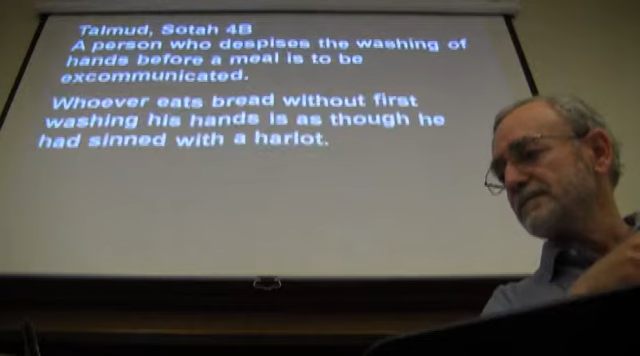 Talmud, Sotah 4B
A person who despises the washing of
hands before a meal is to be
excommunicated.
Whoever eats bread without first
washing his hands is as though he
had sinned with a harlot.